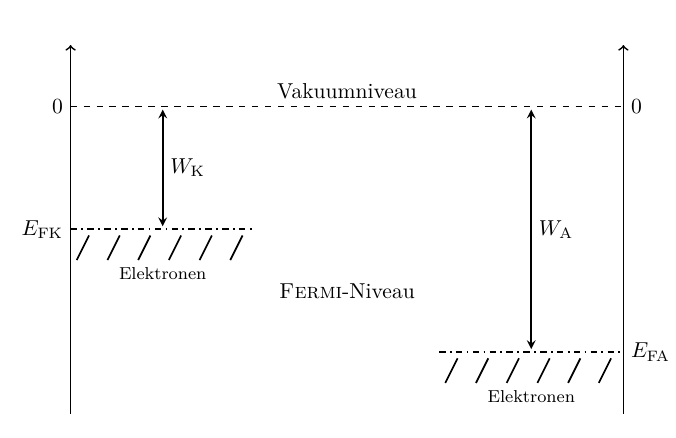 Vakuumniveau
0
0
W_K
E_FK
W_A
Elektronen
FERMI-Niveau
E_FA
Elektronen